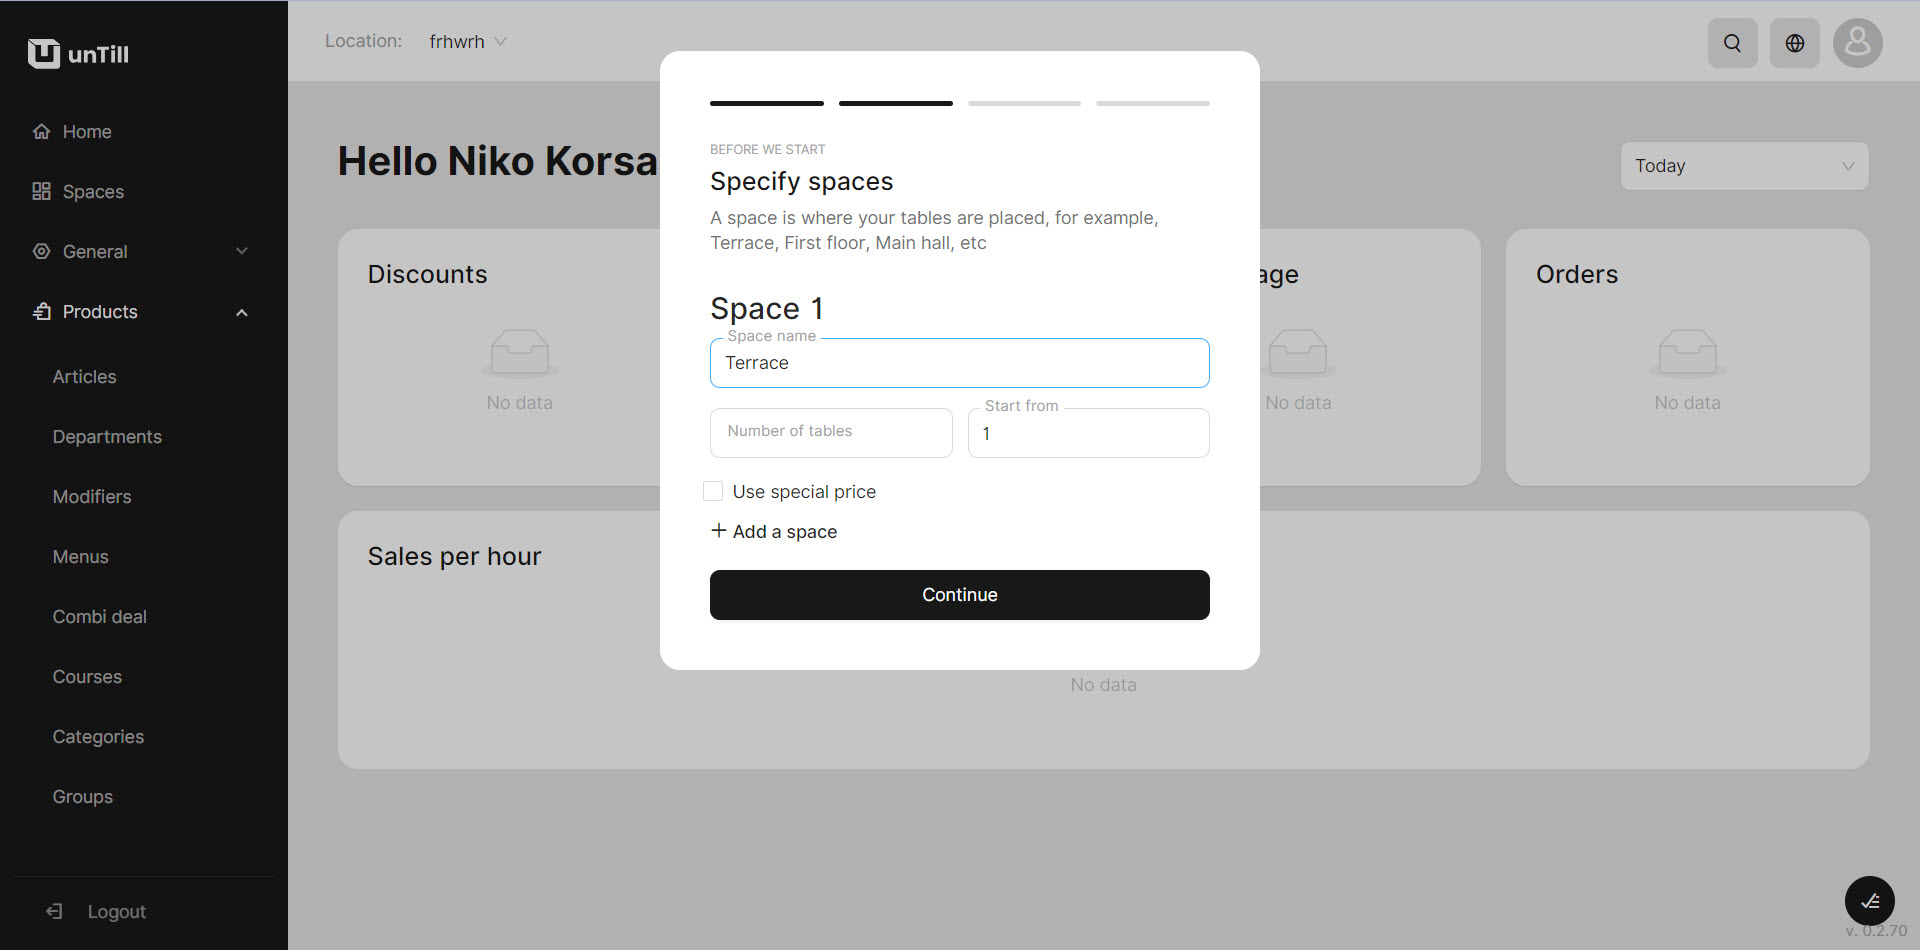 unTill
Home
Spaces
General
Products
Articles
Departments
Modifiers
Menus
Combi deal
Courses
Categories
Groups
Logout
Location: frhwrh
Hello Niko Korsa
Today
Discounts
No data
age
No data
Orders
No data
Sales per hour
No data
BEFORE WE START
Specify spaces
A space is where your tables are placed, for example,
Terrace, First floor, Main hall, etc
Space 1
Space name
Terrace
Number of tables
Start from
1
Use special price
Add a space
Continue
v. 0.2.70